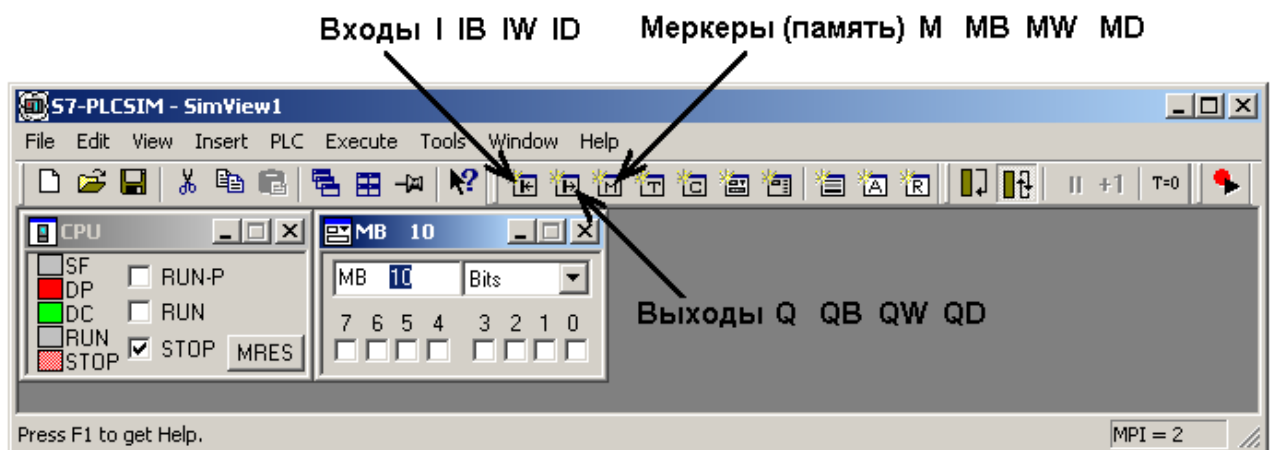 Входы I IB IW ID Меркеры (память) M MB MW MD
S7-PLCSIM - SimView1
File Edit View Insert PLC Execute Tools Window Help
T C A R +1 T=0
CPU
SF
DP
DC
RUN
STOP
RUN-P
RUN
STOP
MRES
MB 10
MB 10 Bits
7 6 5 4 3 2 1 0
Выходы Q QB QW QD
Press F1 to get Help.
MPI = 2